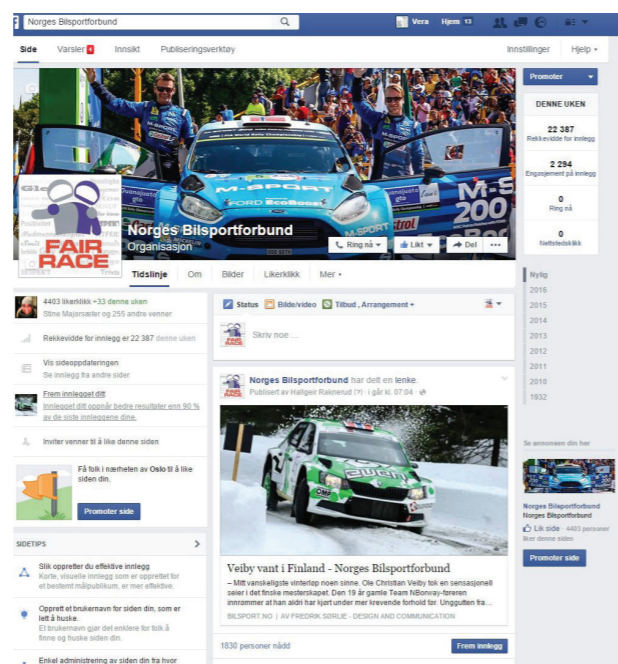 Norges Bilsportforbund
Vera Hjem 13
Side Varsler 4 Innsikt Publiseringsverktøy Innstillinger Hjelp
Promoter
DENNE UKEN
22 387
Rekkevidde for innlegg
2 294
Engasjement på innlegg
0
Ring nå
0
Nettstedsklikk
M-SPORT
FORD EcoBoost
Guanajuato
gto
M-S
200
FAIR
RACE
Norges Bilsportforbund
Organisasjon
Ring nå Likt Del
Tidslinje Om Bilder Likerklikk Mer
Nylig
2016
2015
2014
2013
2012
2011
2010
1932
4403 likerklikk +33 denne uken
Stine Majorsæter og 255 andre venner
Rekkevidde for innlegg er 22 387 denne uken
Vis sideoppdateringen
Se innlegg fra andre sider
Frem innlegget ditt
Innlegget ditt oppnår bedre resultater enn 90 %
av de siste innleggene dine.
Inviter venner til å like denne siden
Få folk i nærheten av Oslo til å like
siden din.
Promoter side
SIDETIPS
Slik oppretter du effektive innlegg
Korte, visuelle innlegg som er opprettet for
et bestemt målpublikum, er mer effektive.
Opprett et brukernavn for siden din, som er
lett å huske.
Et brukernavn gjør det enklere for folk å
finne og huske siden din.
Enkel administrering av siden din fra hvor
Status Bilde/video Tilbud , Arrangement +
Skriv noe ...
Norges Bilsportforbund har delt en lenke.
Publisert av Hallgeir Raknerud (?) · i går kl. 07:04
Veiby vant i Finland - Norges Bilsportforbund
– Mitt vanskeligste vinterløp noen sinne. Ole Christian Veiby tok en sensasjonell
seier i det finske mesterskapet. Den 19 år gamle Team NBonway-føreren
innrømmer at han aldri har kjørt under mer krevende forhold før. Unggutten fra…
BILSPORT.NO | AV FREDRIK SØRLIE - DESIGN AND COMMUNICATION
1830 personer nådd
Frem innlegg
Se annonsen din her
Norges Bilsportforbund
Norges Bilsportforbund
Lik side · 4403 personer
liker denne siden
Promoter side